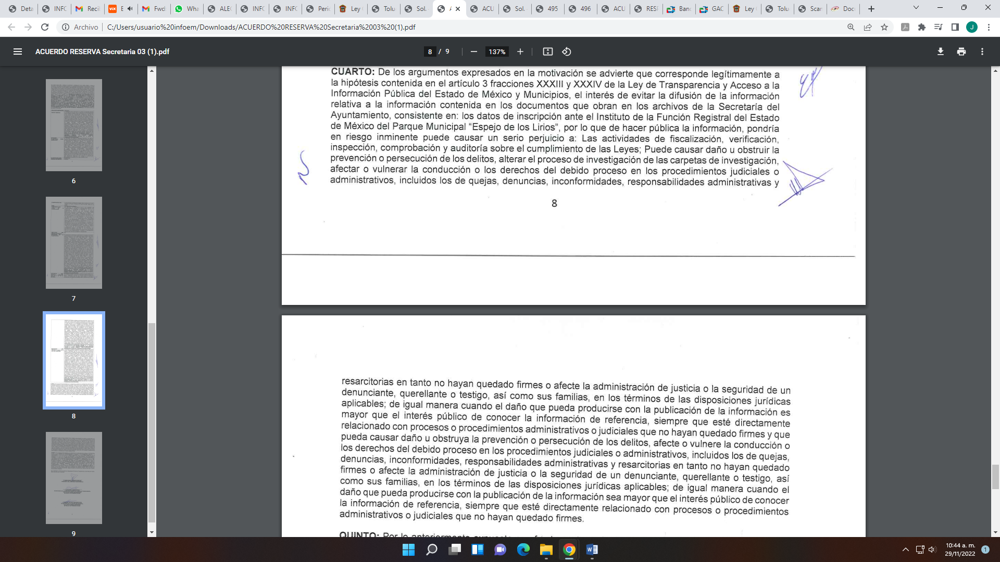 Deta
INFO
Recil
E
Fwd
Wha
ALEC
INFO
INFO
Peric
Ley
Tolu
Sol.
ACU
Sol.
495
496
ACU
RESI
Banc
GAC
Ley
Tolu
Scar
Doc
Archivo
C:/Users/usuario%20infoem/Downloads/ACUERDO%20RESERVA%20Secretaria%2003%20(1).pdf
J
ACUERDO RESERVA Secretaria 03 (1).pdf
8 / 9
137%
6
7
8
9
CUARTO: De los argumentos expresados en la motivación se advierte que corresponde legítimamente a
la hipótesis contenida en el artículo 3 fracciones XXXIII y XXXIV de la Ley de Transparencia y Acceso a la
Información Pública del Estado de México y Municipios, el interés de evitar la difusión de la información
relativa a la información contenida en los documentos que obran en los archivos de la Secretaría del
Ayuntamiento, consistente en: los datos de inscripción ante el Instituto de la Función Registral del Estado
de México del Parque Municipal “Espejo de los Lirios”, por lo que de hacer pública la información, pondría
en riesgo inminente puede causar un serio perjuicio a: Las actividades de fiscalización, verificación,
inspección, comprobación y auditoría sobre el cumplimiento de las Leyes; Puede causar daño u obstruir la
prevención o persecución de los delitos, alterar el proceso de investigación de las carpetas de investigación,
afectar o vulnerar la conducción o los derechos del debido proceso en los procedimientos judiciales o
administrativos, incluidos los de quejas, denuncias, inconformidades, responsabilidades administrativas y
8
resarcitorias en tanto no hayan quedado firmes o afecte la administración de justicia o la seguridad de un
denunciante, querellante o testigo, así como sus familias, en los términos de las disposiciones jurídicas
aplicables; de igual manera cuando el daño que pueda producirse con la publicación de la información es
mayor que el interés público de conocer la información de referencia, siempre que esté directamente
relacionado con procesos o procedimientos administrativos o judiciales que no hayan quedado firmes y que
pueda causar daño u obstruya la prevención o persecución de los delitos, afecte o vulnere la conducción o
los derechos del debido proceso en los procedimientos judiciales o administrativos, incluidos los de quejas,
denuncias, inconformidades, responsabilidades administrativas y resarcitorias en tanto no hayan quedado
firmes o afecte la administración de justicia o la seguridad de un denunciante, querellante o testigo, así
como sus familias, en los términos de las disposiciones jurídicas aplicables; de igual manera cuando el
daño que pueda producirse con la publicación de la información sea mayor que el interés público de conocer
la información de referencia, siempre que esté directamente relacionado con procesos o procedimientos
administrativos o judiciales que no hayan quedado firmes.
QUINTO: Por lo anteriormente
10:44 a. m.
29/11/2022
1